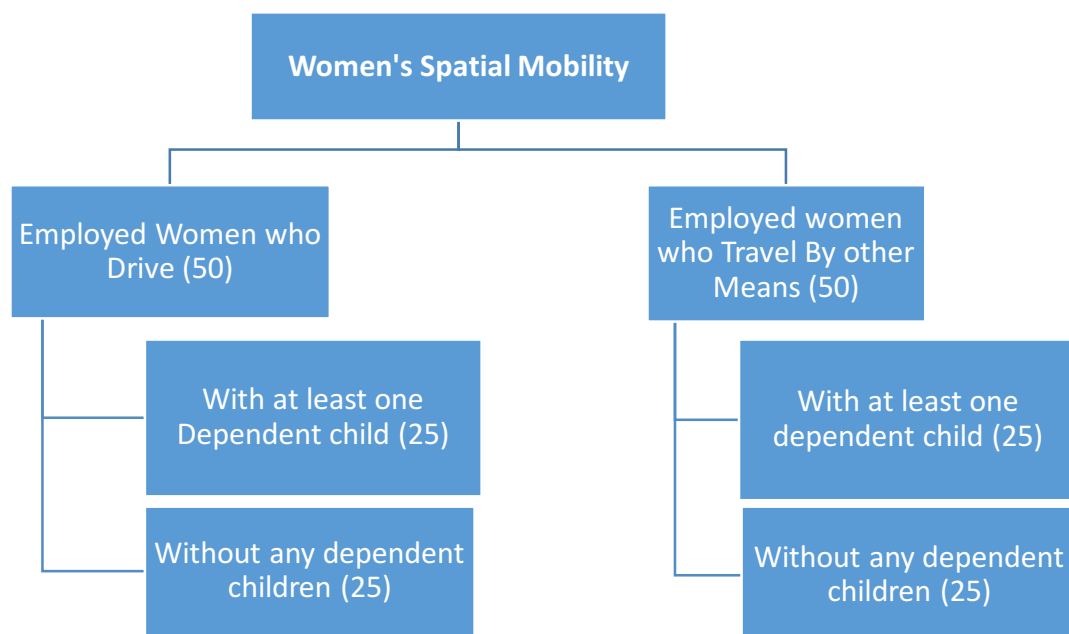 Women's Spatial Mobility
Employed Women who
Drive (50)
With at least one
Dependent child (25)
Without any dependent
children (25)
Employed women
who Travel By other
Means (50)
With at least one
dependent child (25)
Without any dependent
children (25)